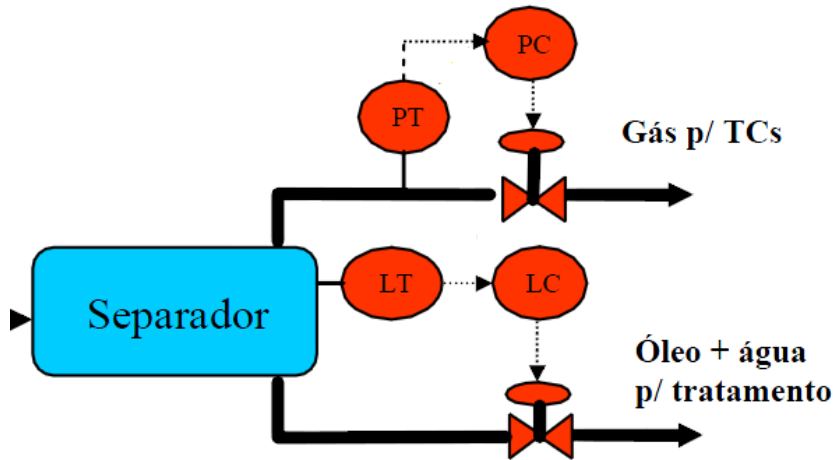 PC
PT
Gás p/ TCs
LT
LC
Separador
Óleo + água
p/ tratamento